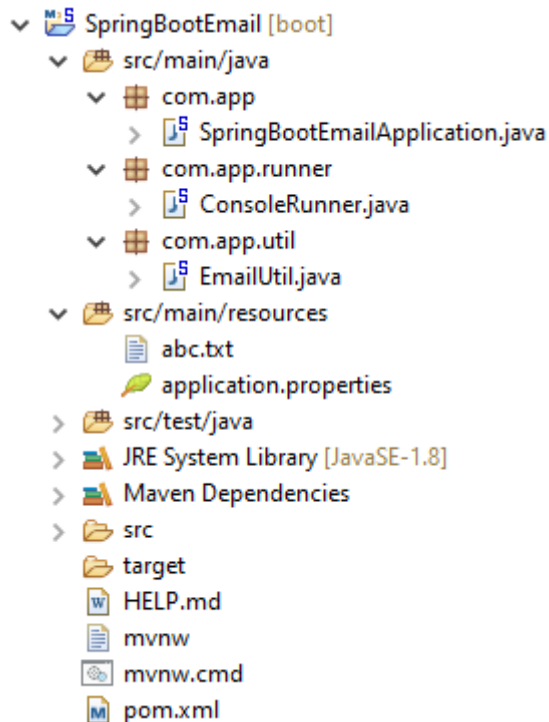 SpringBootEmail [boot]
src/main/java
com.app
SpringBootEmailApplication.java
com.app.runner
ConsoleRunner.java
com.app.util
EmailUtil.java
src/main/resources
abc.txt
application.properties
src/test/java
JRE System Library [JavaSE-1.8]
Maven Dependencies
src
target
HELP.md
mvnw
mvnw.cmd
pom.xml